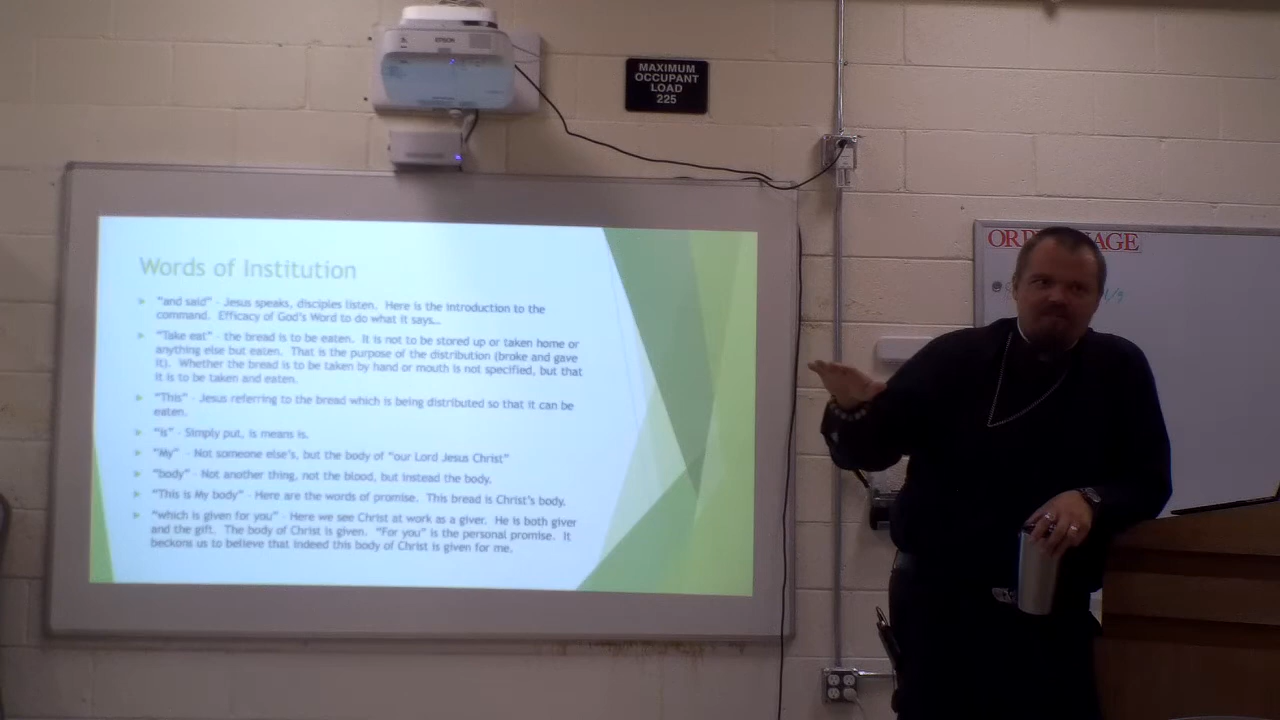 EPSON
MAXIMUM
OCCUPANT
LOAD
225
Words of Institution
"and said" - Jesus speaks, disciples listen. Here is the introduction to the
command. Efficacy of God's Word to do what it says...
"Take eat" - the bread is to be eaten. It is not to be stored up or taken home or
anything else but eaten. That is the purpose of the distribution (broke and gave
it). Whether the bread is to be taken by hand or mouth is not specified, but that
it is to be taken and eaten.
"This" - Jesus referring to the bread which is being distributed so that it can be
eaten.
"is" - Simply put, is means is.
"My" - Not someone else's, but the body of "our Lord Jesus Christ"
"body" - Not another thing, not the blood, but instead the body.
"This is My body" - Here are the words of promise. This bread is Christ's body.
"which is given for you" - Here we see Christ at work as a giver. He is both giver
and the gift. The body of Christ is given. "For you" is the personal promise. It
beckons us to believe that indeed this body of Christ is given for me.